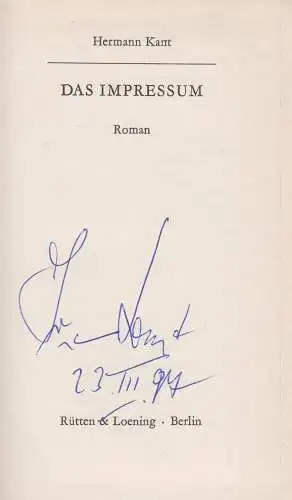 Hermann Kant
DAS IMPRESSUM
Roman
23. III. 94
Rütten & Loening · Berlin